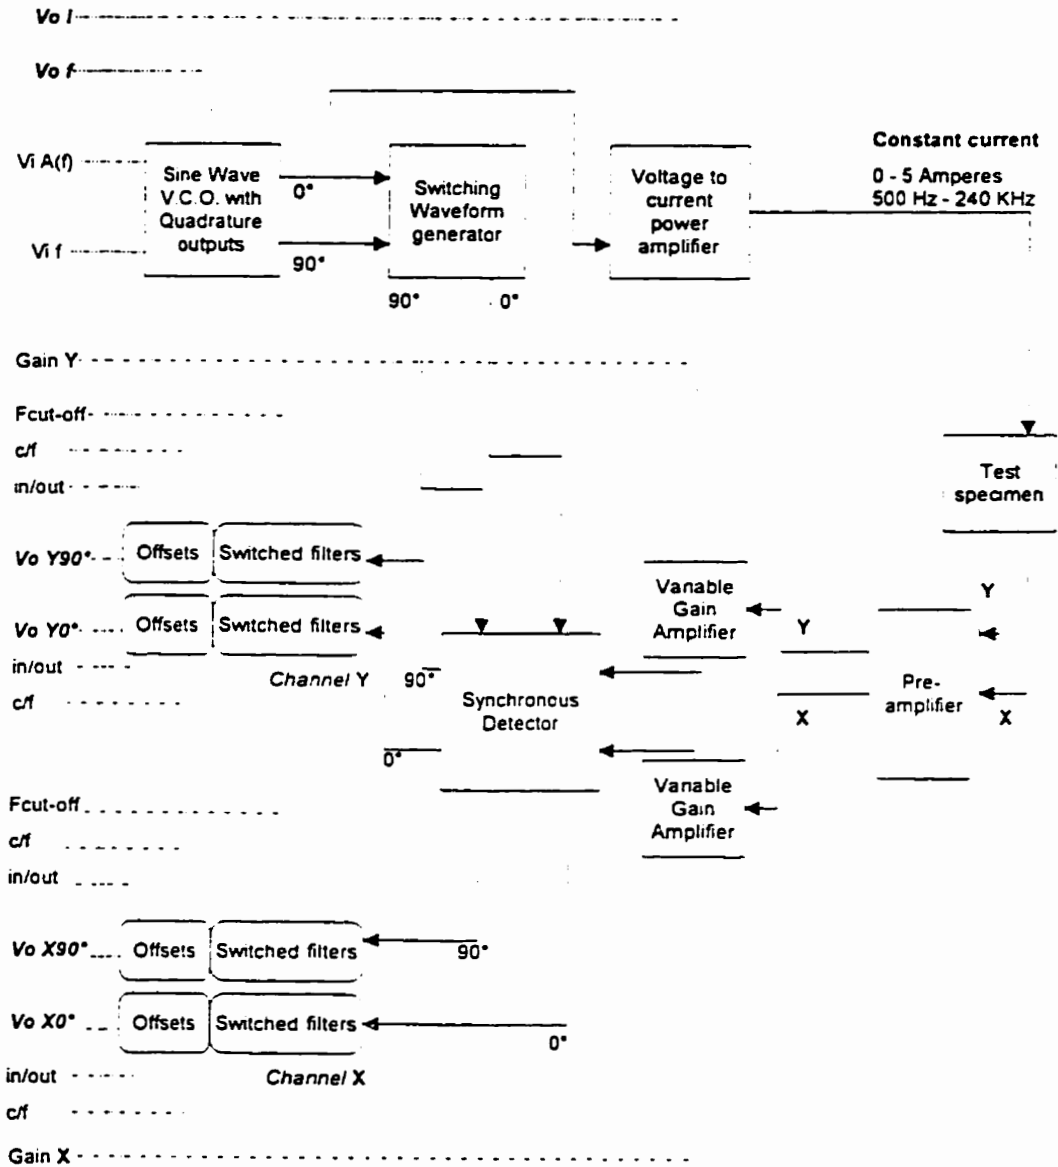 Vo I
Vo f
Vi A(f)
Vi f
Sine Wave
V.C.O. with
Quadrature
outputs
0°
90°
Switching
Waveform
generator
90° 0°
Voltage to
current
power
amplifier
Constant current
0 - 5 Amperes
500 Hz - 240 KHz
Gain Y
Fcut-off
c/f
in/out
Test
specimen
Vo Y90°
Offsets Switched filters
Vo Y0°
Offsets Switched filters
in/out
c/f
Channel Y
90°
0°
Synchronous
Detector
Variable
Gain
Amplifier
Y
X
Pre-
amplifier
Y
X
Variable
Gain
Amplifier
Fcut-off
c/f
in/out
Vo X90°
Offsets Switched filters
90°
Vo X0°
Offsets Switched filters
0°
in/out
Channel X
c/f
Gain X